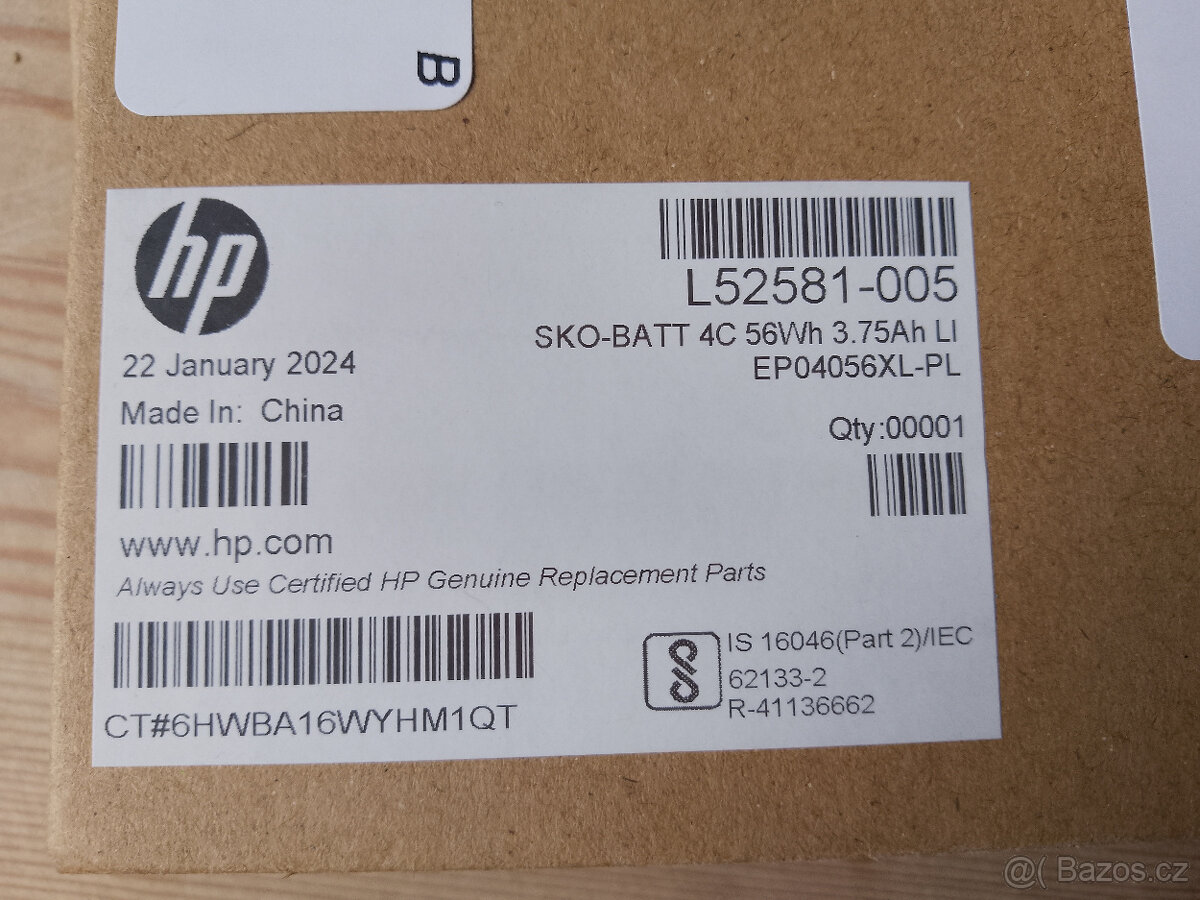 B
hp
L52581-005
SKO-BATT 4C 56Wh 3.75Ah LI
EP04056XL-PL
22 January 2024
Made In: China
Qty:00001
www.hp.com
Always Use Certified HP Genuine Replacement Parts
CT#6HWBA16WYHM1QT
IS 16046(Part 2)/IEC
62133-2
R-41136662
@( Bazos.cz